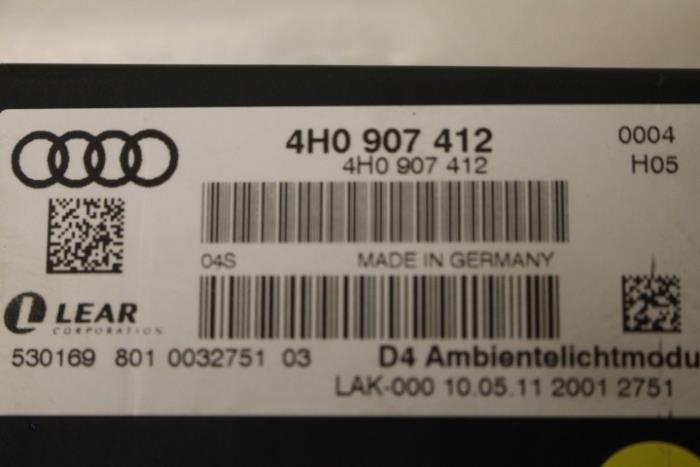 4H0 907 412
0004
4H0 907 412
H05
04S MADE IN GERMANY
LEAR
CORPORATION
530169 801 0032751 03 D4 Ambientelichtmodu
LAK-000 10.05.11 2001 2751